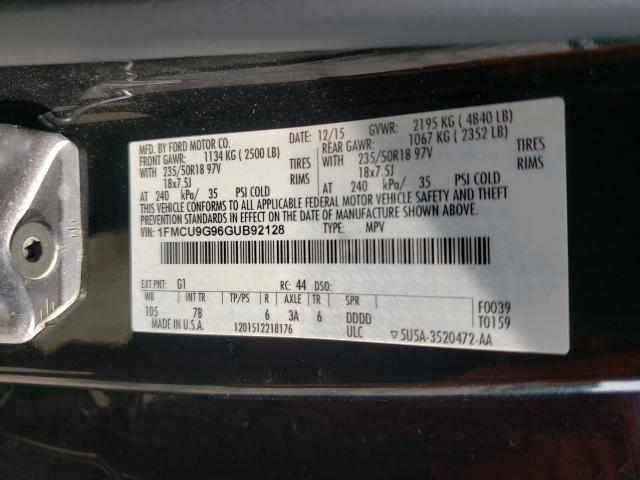 MFD. BY FORD MOTOR CO.
DATE: 12/15 GVWR: 2195 KG ( 4840 LB)
FRONT GAWR: 1134 KG ( 2500 LB) REAR GAWR: 1067 KG ( 2352 LB)
WITH 235/50R18 97V TIRES WITH 235/50R18 97V TIRES
18x7.5J RIMS 18x7.5J RIMS
AT 240 kPa/ 35 PSI COLD AT 240 kPa/ 35 PSI COLD
THIS VEHICLE CONFORMS TO ALL APPLICABLE FEDERAL MOTOR VEHICLE SAFETY
STANDARDS IN EFFECT ON THE DATE OF MANUFACTURE SHOWN ABOVE.
VIN: 1FMCU9G96GUB92128 TYPE: MPV
EXT PNT: G1 RC: 44 DSO:
WB INT TR TP/PS R AXLE TR SPR F0039
105 7B 6 3A 6 DDDD T0159
MADE IN U.S.A. 1201512218176 ULC ▽5U5A-3520472-AA